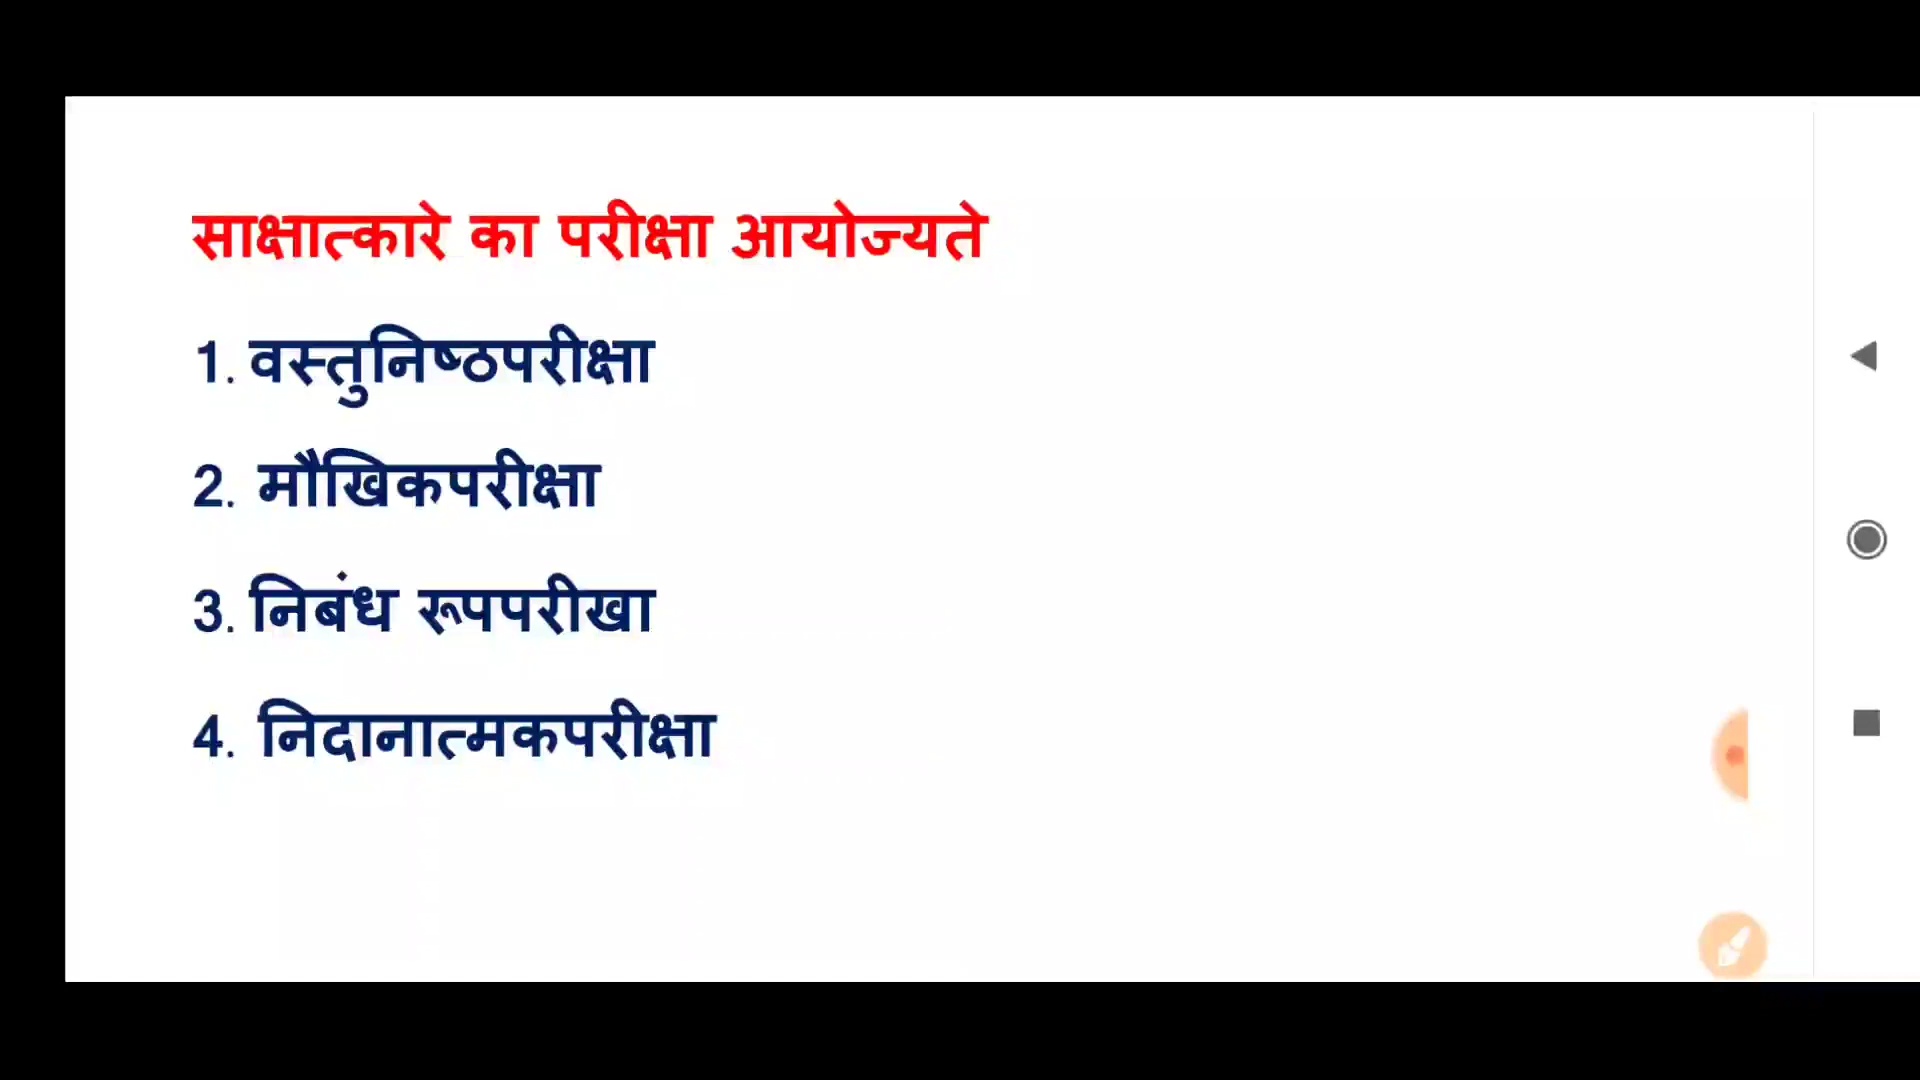 साक्षात्कारे का परीक्षा आयोज्यते
1. वस्तुनिष्ठपरीक्षा
2. मौखिकपरीक्षा
3. निबंध रूपपरीखा
4. निदानात्मकपरीक्षा